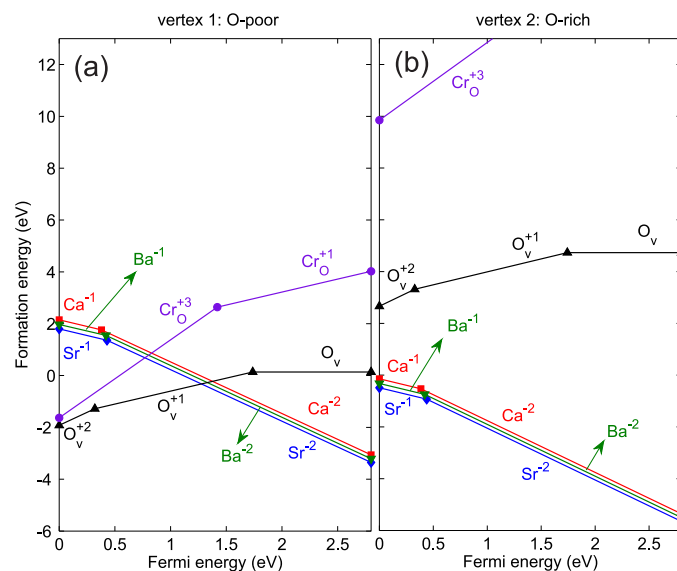 vertex 1: O-poor
vertex 2: O-rich
(a)
(b)
Formation energy (eV)
12
10
8
6
4
2
0
-2
-4
-6
Ba⁻¹
Ca⁻¹
Sr⁻¹
Cr_O⁺³
Cr_O⁺¹
O_v⁺²
O_v⁺¹
O_v
Ca⁻²
Ba⁻²
Sr⁻²
0
0.5
1
1.5
2
2.5
Fermi energy (eV)
Cr_O⁺³
O_v⁺²
O_v⁺¹
O_v
Ca⁻¹
Ba⁻¹
Sr⁻¹
Ca⁻²
Ba⁻²
Sr⁻²
0
0.5
1
1.5
2
2.5
Fermi energy (eV)